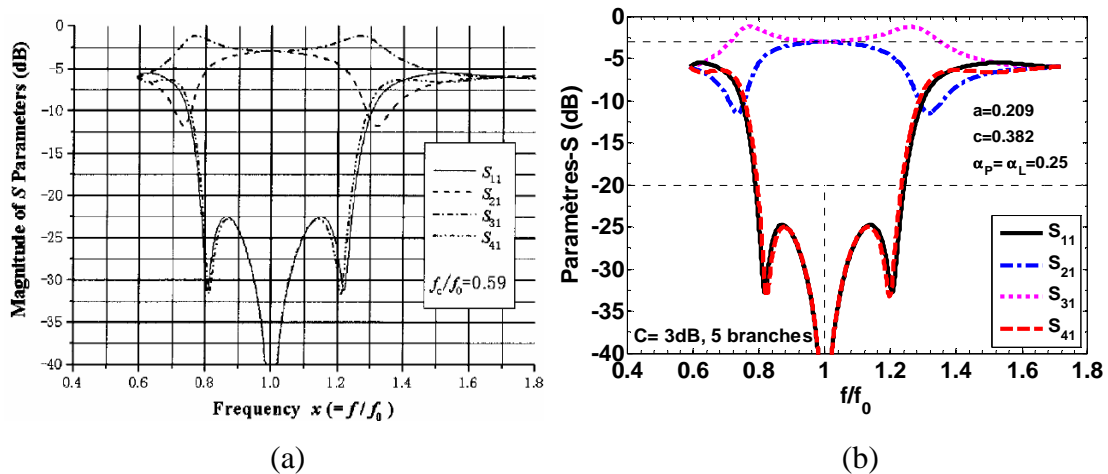 0
-5
-10
-15
-20
-25
-30
-35
-40
Magnitude of S Parameters (dB)
S11
S21
S31
S41
fc/f0=0.59
0.4 0.6 0.8 1.0 1.2 1.4 1.6 1.8
Frequency x (= f / f0)
(a)
0
-5
-10
-15
-20
-25
-30
-35
-40
Paramètres-S (dB)
a=0.209
c=0.382
αP= αL=0.25
S11
S21
S31
S41
C= 3dB, 5 branches
0.4 0.6 0.8 1 1.2 1.4 1.6 1.8
f/f0
(b)